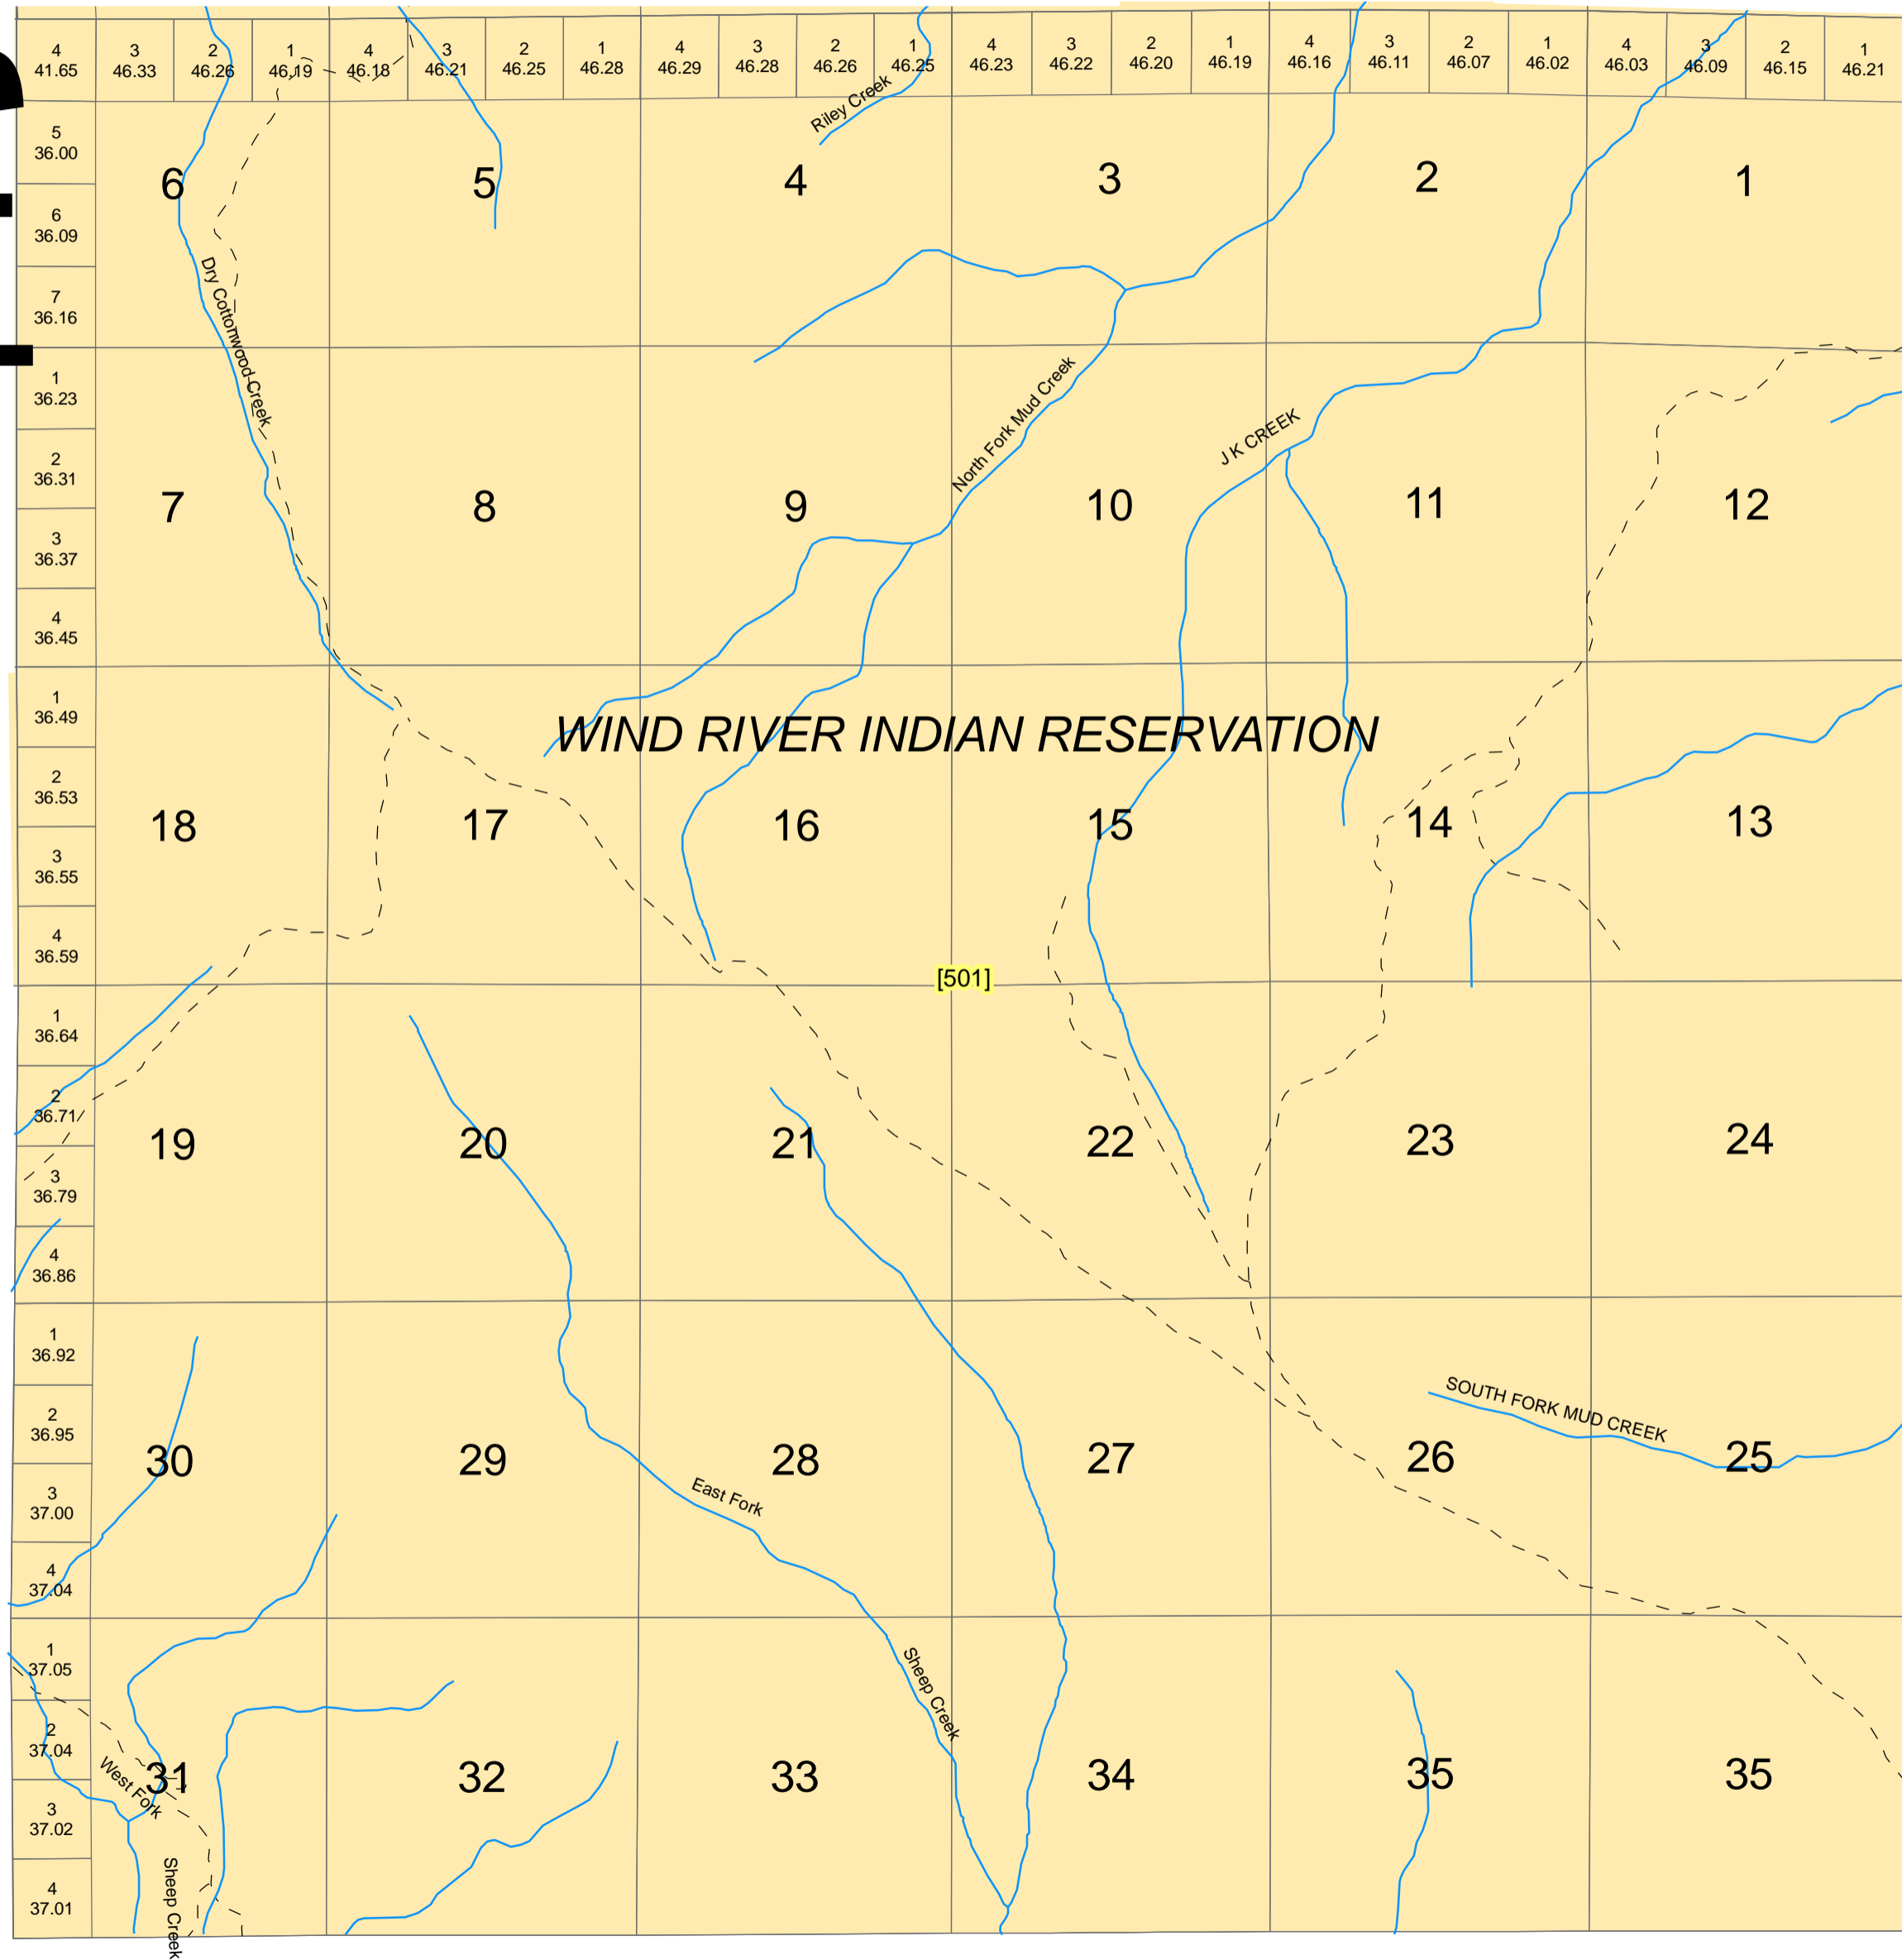 4 3 2 1 4 3 2 1 4 3 2 1 4 3 2 1 4 3 2 1 4 3 2 1
41.65 46.33 46.26 46.19 46.18 46.21 46.25 46.28 46.29 46.28 46.26 46.25 46.23 46.22 46.20 46.19 46.16 46.11 46.07 46.02 46.03 46.09 46.15 46.21
Riley Creek
5
36.00
6 5 4 3 2 1
6
36.09
Dry Cottonwood Creek
7
36.16
1
36.23
North Fork Mud Creek
J K CREEK
2
36.31
7 8 9 10 11 12
3
36.37
4
36.45
1
36.49
WIND RIVER INDIAN RESERVATION
2
36.53
18 17 16 15 14 13
3
36.55
4
36.59
[501]
1
36.64
2
36.71
19 20 21 22 23 24
3
36.79
4
36.86
1
36.92
SOUTH FORK MUD CREEK
2
36.95
30 29 28 27 26 25
3
37.00
East Fork
4
37.04
1
37.05
Sheep Creek
2
37.04
West Fork
31 32 33 34 35 35
3
37.02
4
37.01
Sheep Creek